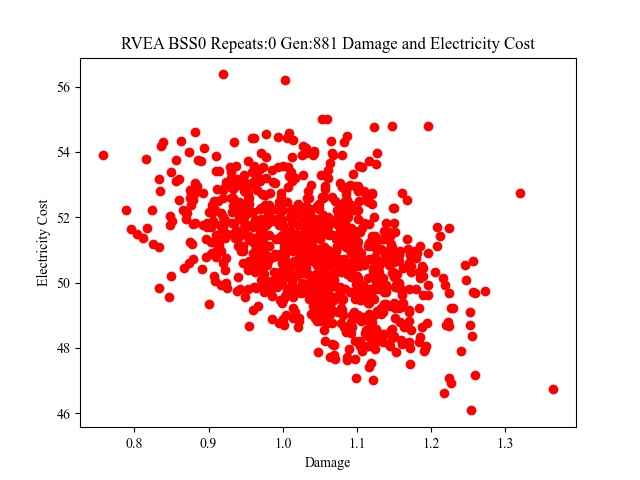 RVEA BSS0 Repeats:0 Gen:881 Damage and Electricity Cost
56
54
52
50
48
46
Electricity Cost
0.8 0.9 1.0 1.1 1.2 1.3
Damage